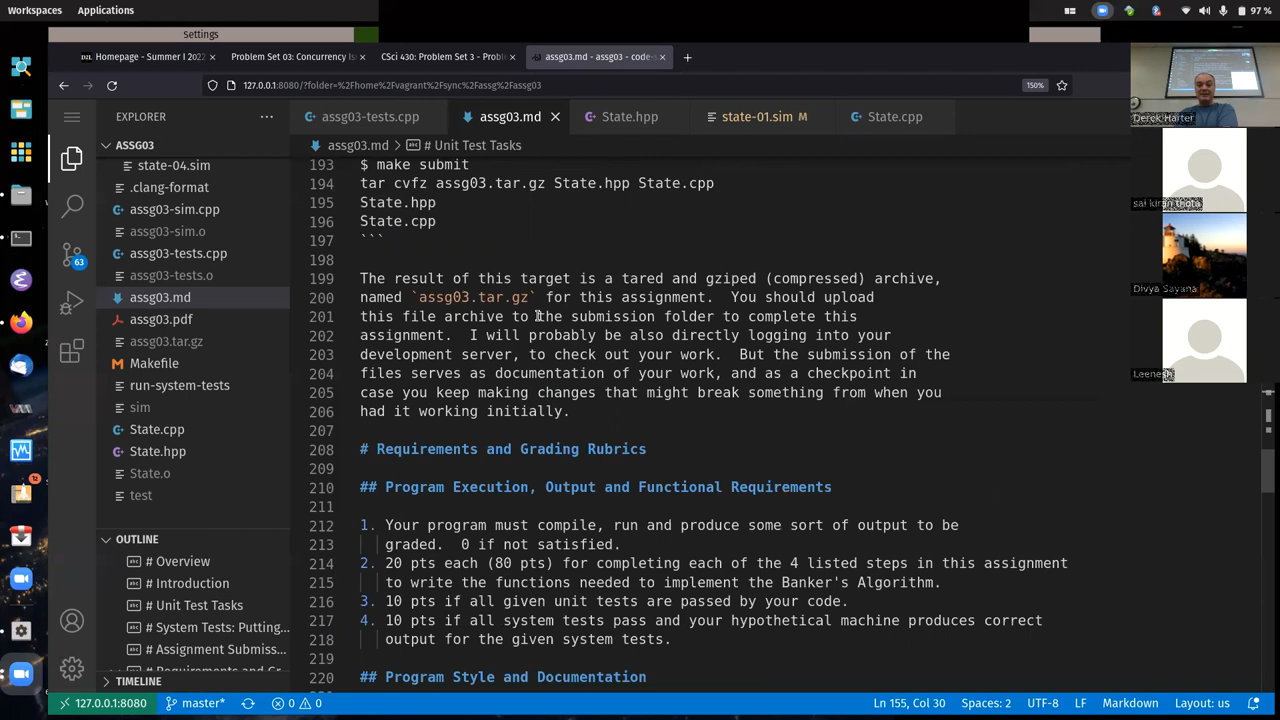 Workspaces Applications 97 %
Settings
Homepage - Summer I 2022 Problem Set 03: Concurrency Is CSci 430: Problem Set 3 - Prob assg03.md - assg03 - code-s
127.0.0.1:8080/?folder=%2Fhome%2Fvagrant%2Fsync%2Fassg%2Fassg03 150%
EXPLORER
assg03-tests.cpp assg03.md State.hpp state-01.sim M State.cpp
ASSG03
assg03.md > # Unit Test Tasks
state-04.sim
.clang-format
assg03-sim.cpp
assg03-sim.o
assg03-tests.cpp
assg03-tests.o
assg03.md
assg03.pdf
assg03.tar.gz
Makefile
run-system-tests
sim
State.cpp
State.hpp
State.o
test
OUTLINE
# Overview
# Introduction
# Unit Test Tasks
# System Tests: Putting...
# Assignment Submiss...
# Requirements and Gr...
TIMELINE
63
12
193 $ make submit
194 tar cvfz assg03.tar.gz State.hpp State.cpp
195 State.hpp
196 State.cpp
197 ```
198
199 The result of this target is a tared and gziped (compressed) archive,
200 named `assg03.tar.gz` for this assignment.  You should upload
201 this file archive to the submission folder to complete this
202 assignment.  I will probably be also directly logging into your
203 development server, to check out your work.  But the submission of the
204 files serves as documentation of your work, and as a checkpoint in
205 case you keep making changes that might break something from when you
206 had it working initially.
207
208 # Requirements and Grading Rubrics
209
210 ## Program Execution, Output and Functional Requirements
211
212 1. Your program must compile, run and produce some sort of output to be
213 graded.  0 if not satisfied.
214 2. 20 pts each (80 pts) for completing each of the 4 listed steps in this assignment
215 to write the functions needed to implement the Banker's Algorithm.
216 3. 10 pts if all given unit tests are passed by your code.
217 4. 10 pts if all system tests pass and your hypothetical machine produces correct
218 output for the given system tests.
219
220 ## Program Style and Documentation
Derek Harter
sai kiran thota
Divya Sayana
Leenesh
127.0.0.1:8080 master* 0 0 Ln 155, Col 30 Spaces: 2 UTF-8 LF Markdown Layout: us